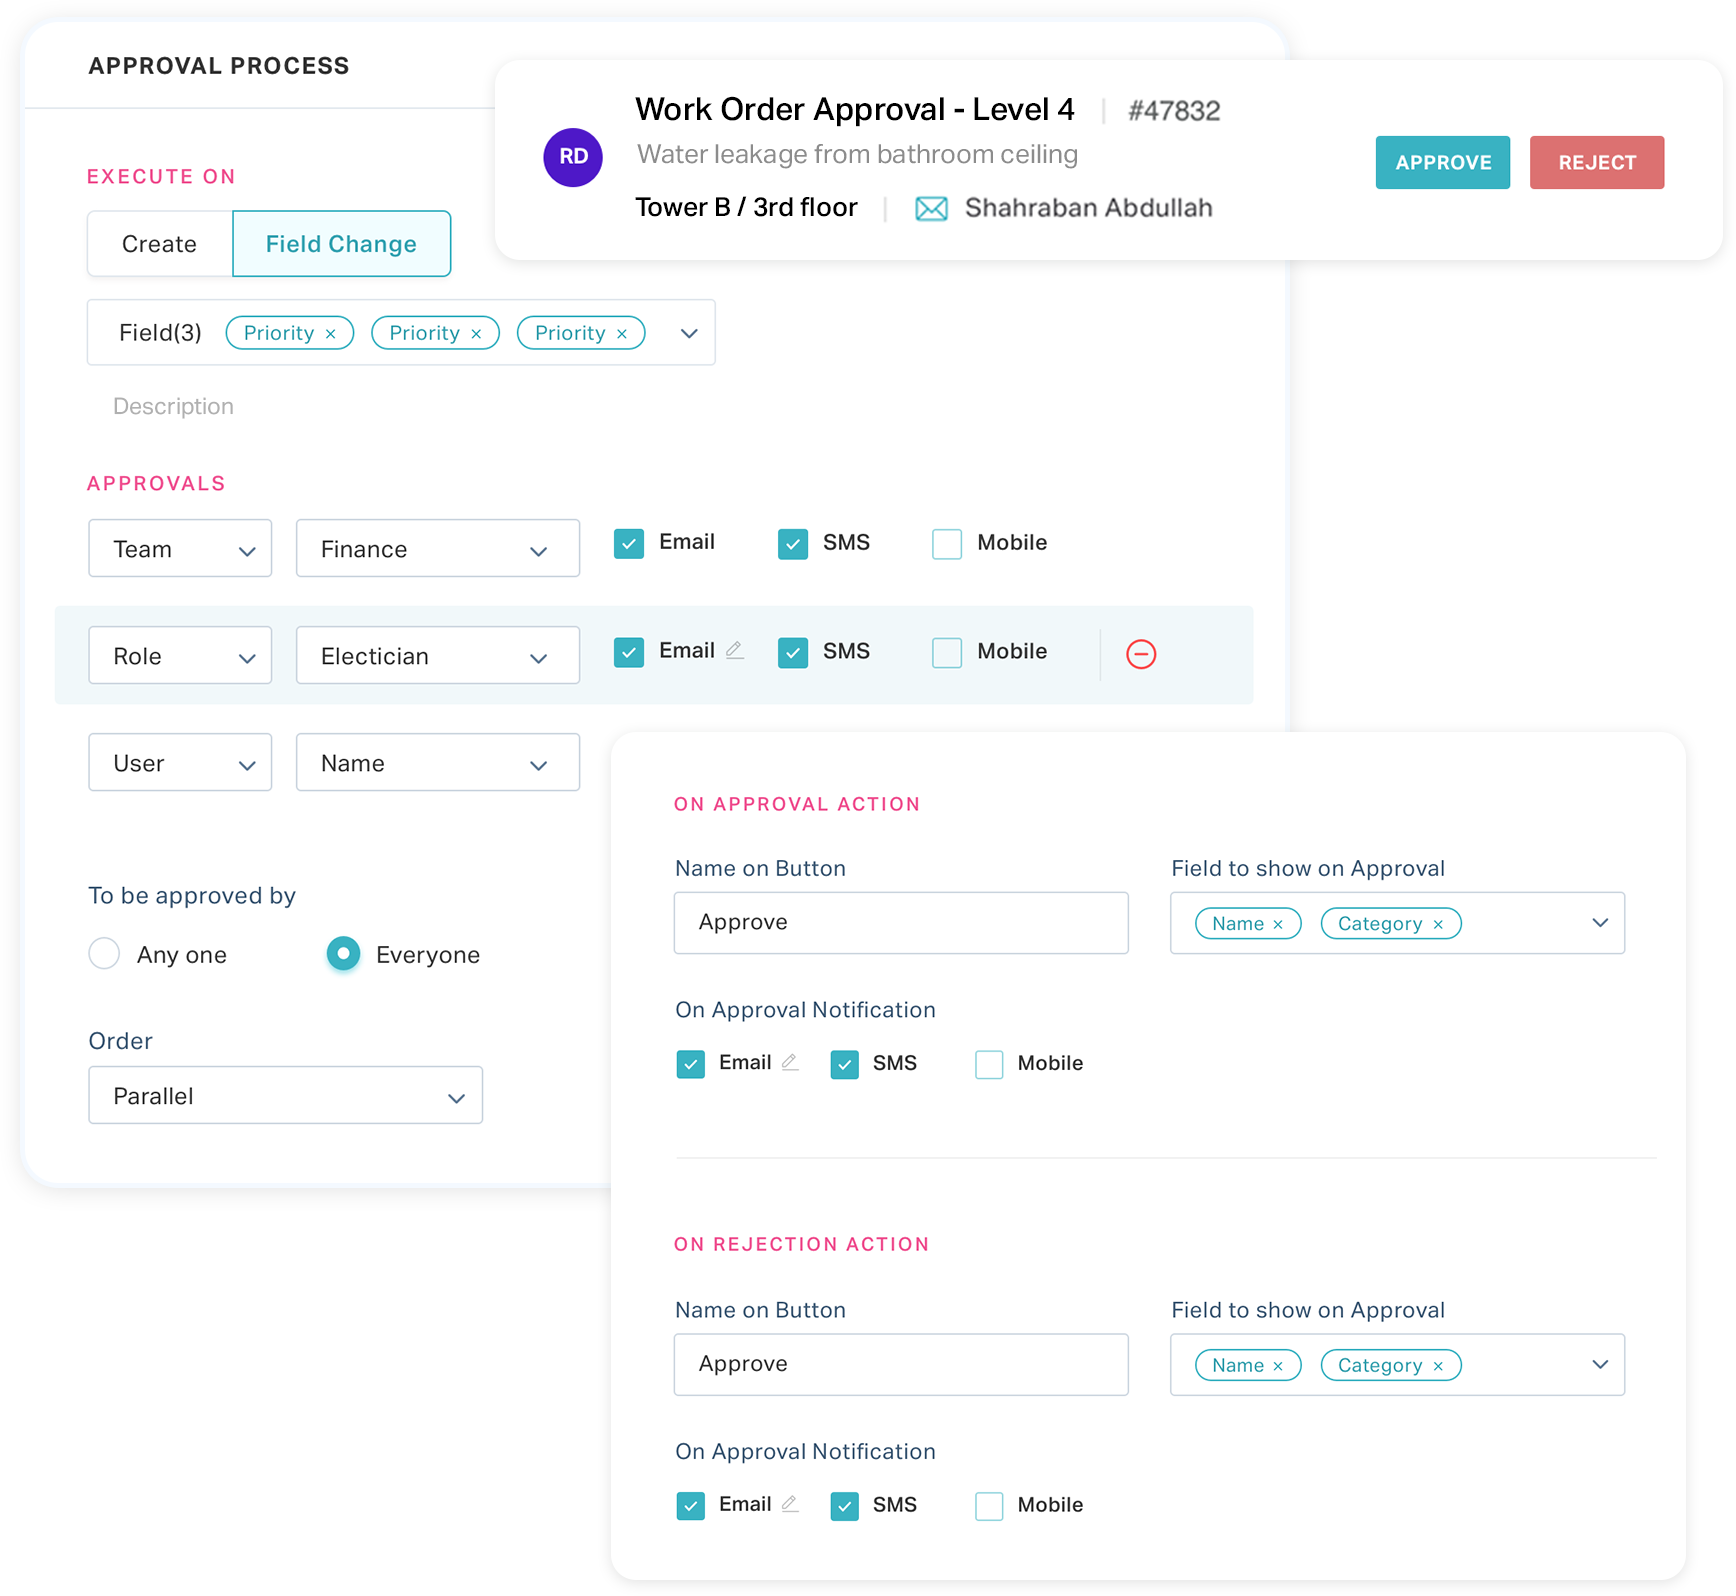 APPROVAL PROCESS
Work Order Approval - Level 4 #47832
RD
Water leakage from bathroom ceiling
APPROVE REJECT
Tower B / 3rd floor Shahraban Abdullah
EXECUTE ON
Create Field Change
Field(3) Priority × Priority × Priority ×
Description
APPROVALS
Team Finance Email SMS Mobile
Role Electician Email SMS Mobile
User Name
To be approved by
Any one Everyone
Order
Parallel
ON APPROVAL ACTION
Name on Button Field to show on Approval
Approve Name × Category ×
On Approval Notification
Email SMS Mobile
ON REJECTION ACTION
Name on Button Field to show on Approval
Approve Name × Category ×
On Approval Notification
Email SMS Mobile